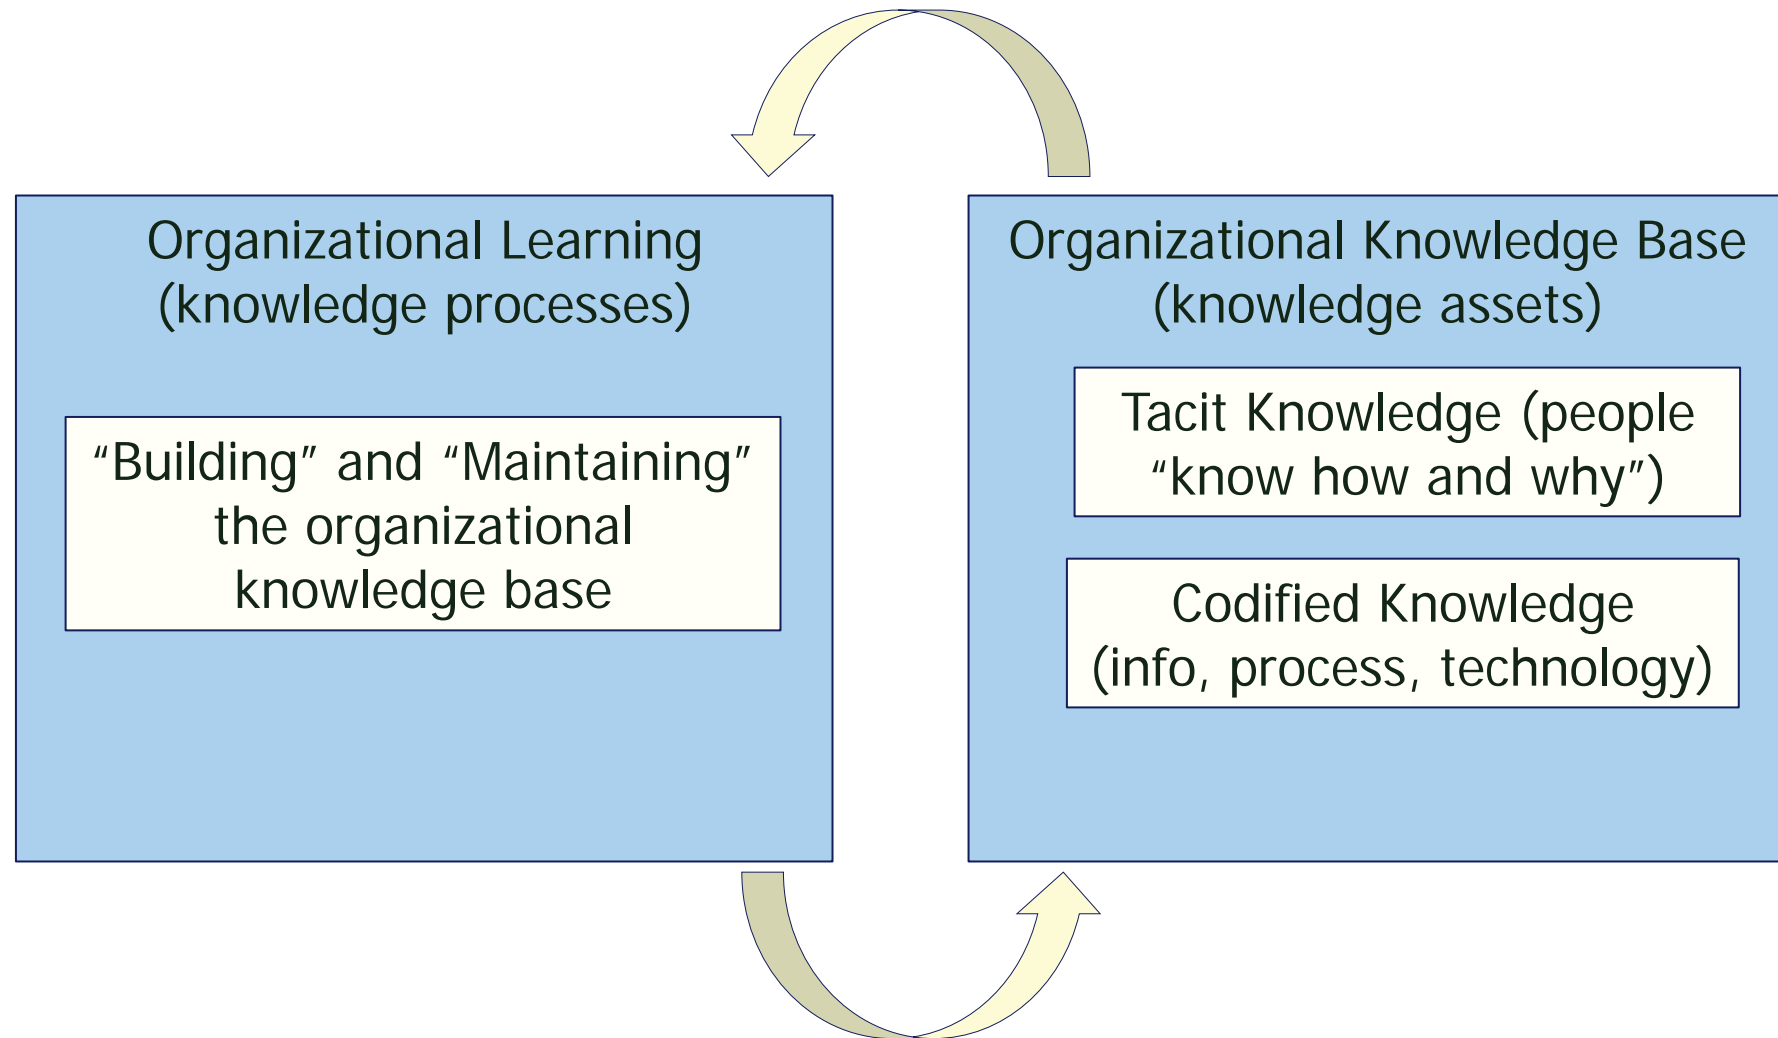 Organizational Learning
(knowledge processes)
“Building” and “Maintaining”
the organizational
knowledge base
Organizational Knowledge Base
(knowledge assets)
Tacit Knowledge (people
“know how and why”)
Codified Knowledge
(info, process, technology)